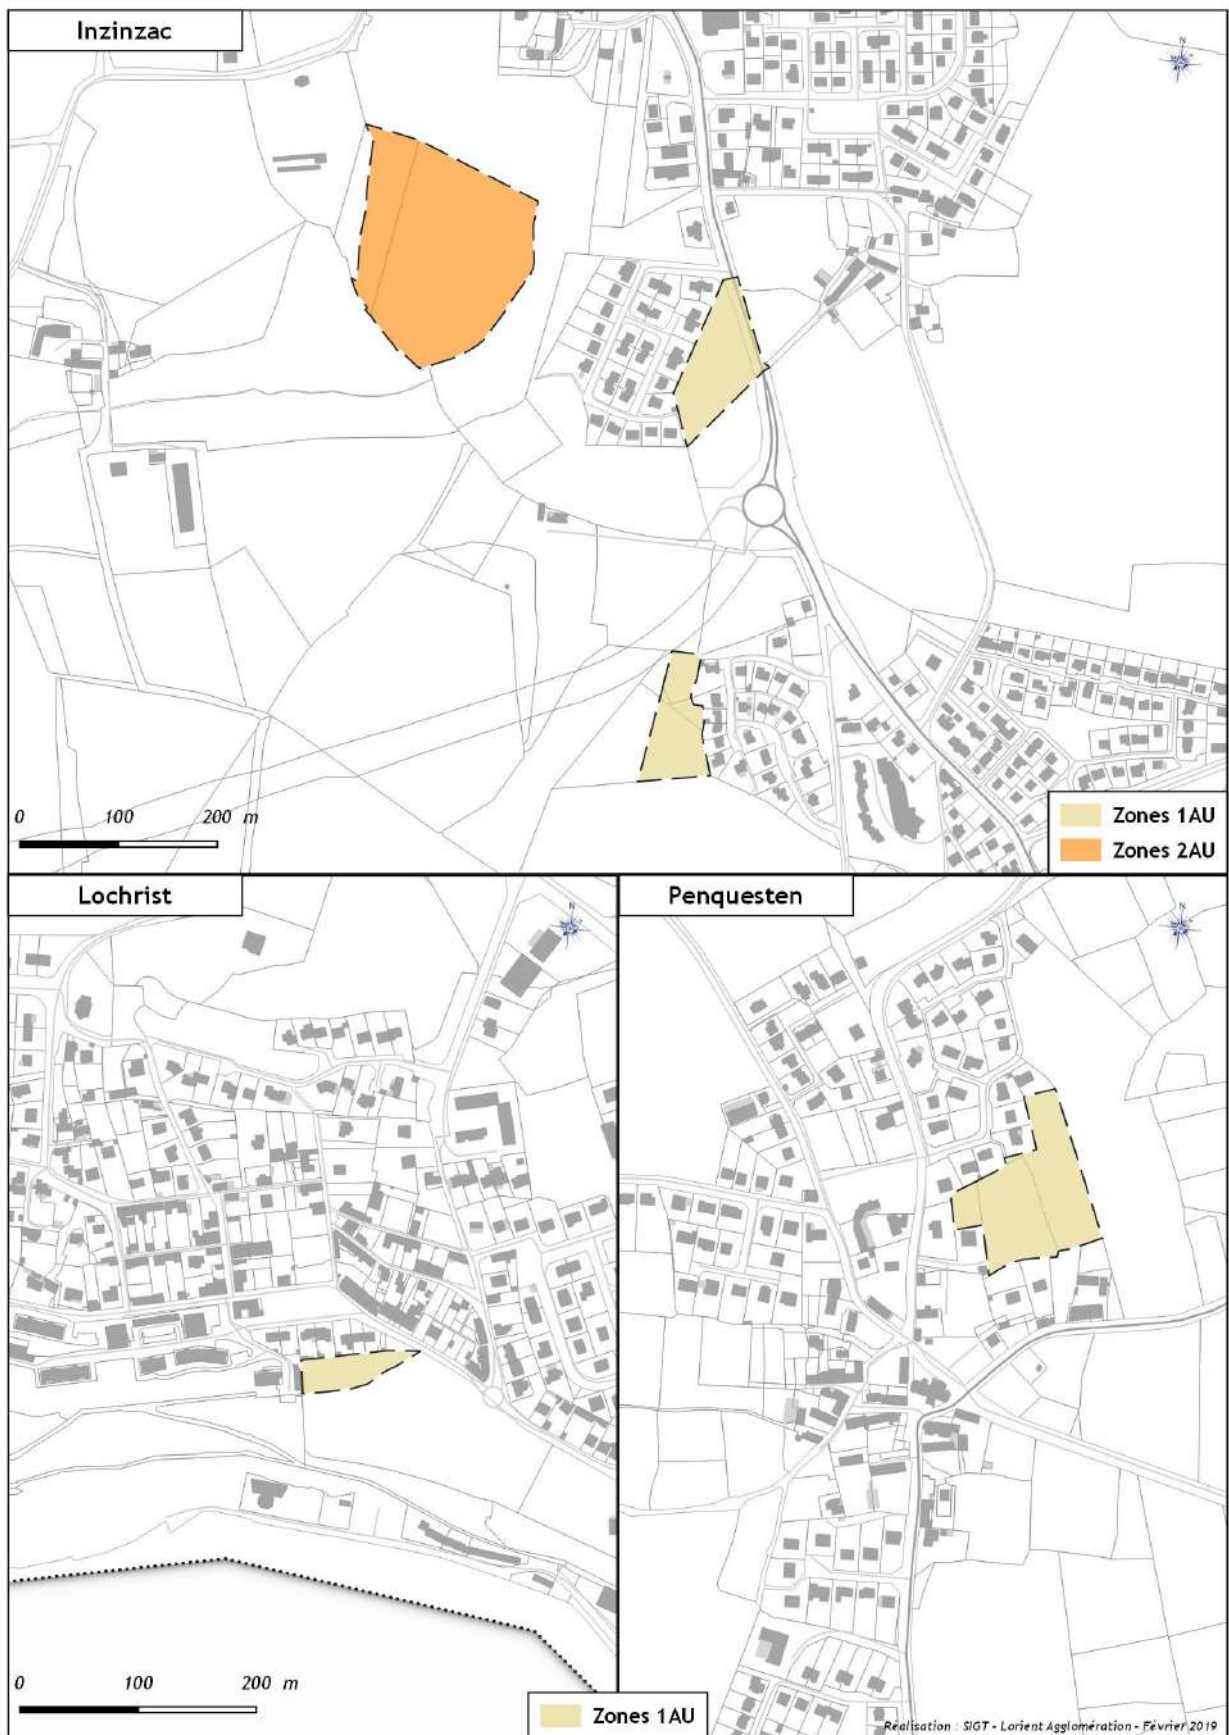 Inzinzac
N
0 100 200 m
Zones 1AU
Zones 2AU
Lochrist
N
Penquesten
N
0 100 200 m
Zones 1AU
Réalisation : SIGT - Lorient Agglomération - Février 2019